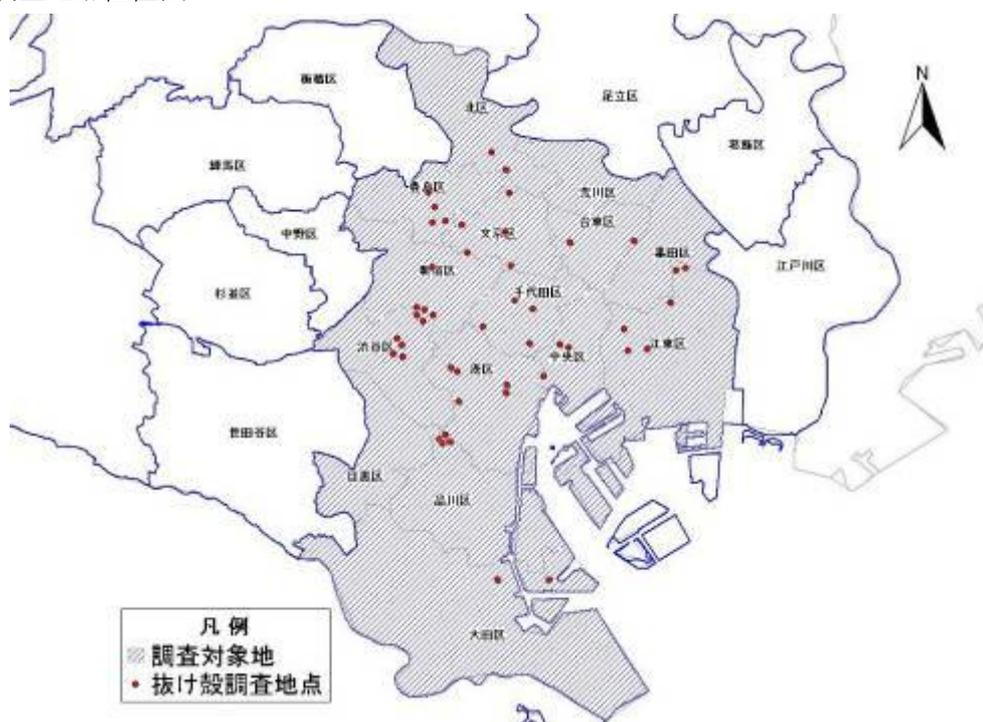 板橋区
北区
足立区
葛飾区
練馬区
豊島区
荒川区
台東区
文京区
中野区
墨田区
江戸川区
新宿区
杉並区
千代田区
渋谷区
江東区
中央区
港区
世田谷区
目黒区
品川区
大田区
N
凡例
調査対象地
抜け殻調査地点